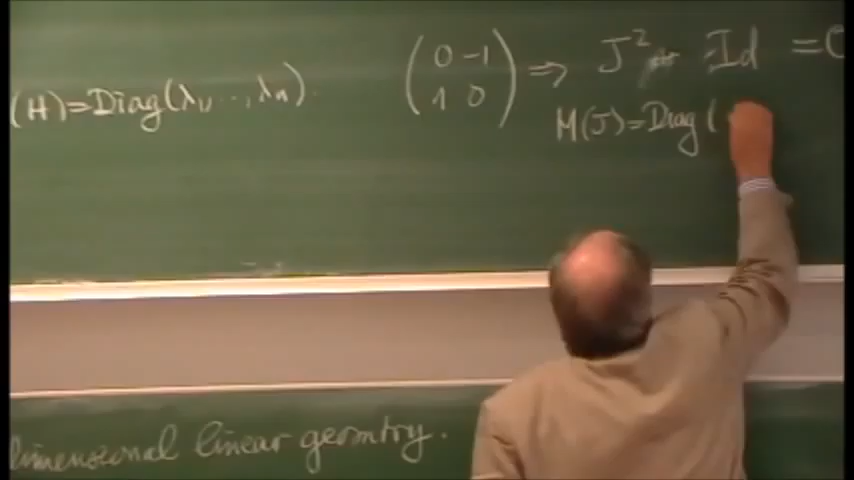 (H)=Diag(λ₁,...,λₙ).
(0 -1
1 0) ⇒ J² + Id = 0
M(J)=Diag(
dimensional linear geometry.